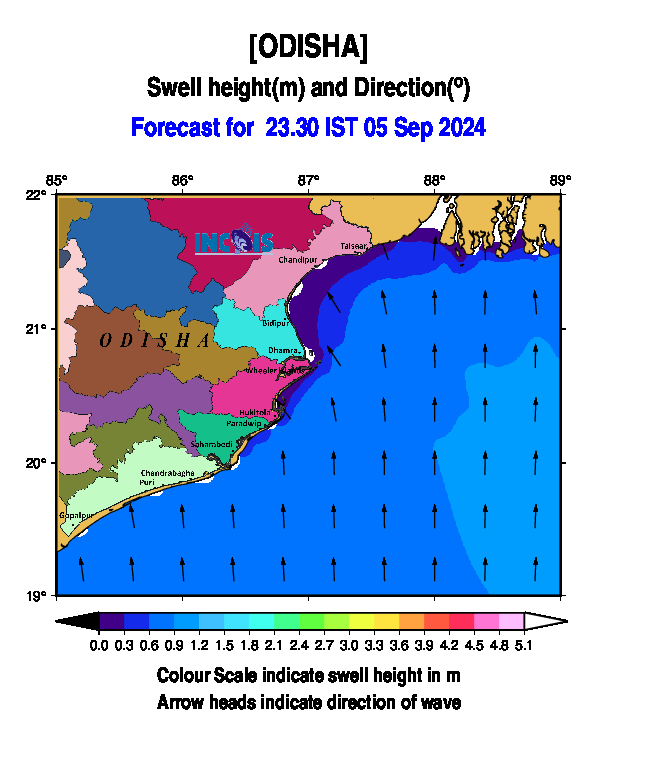 [ODISHA]
Swell height(m) and Direction(º)
Forecast for 23.30 IST 05 Sep 2024
85° 86° 87° 88° 89°
22°
INCOIS
Talsear
Chandipur
21°
Bidipur
ODISHA
Dhamra
Wheeler
Hukitola
Paradwip
Saharabedi
20°
Chendrabagha
Puri
Gopalpur
19°
0.0 0.3 0.6 0.9 1.2 1.5 1.8 2.1 2.4 2.7 3.0 3.3 3.6 3.9 4.2 4.5 4.8 5.1
Colour Scale indicate swell height in m
Arrow heads indicate direction of wave